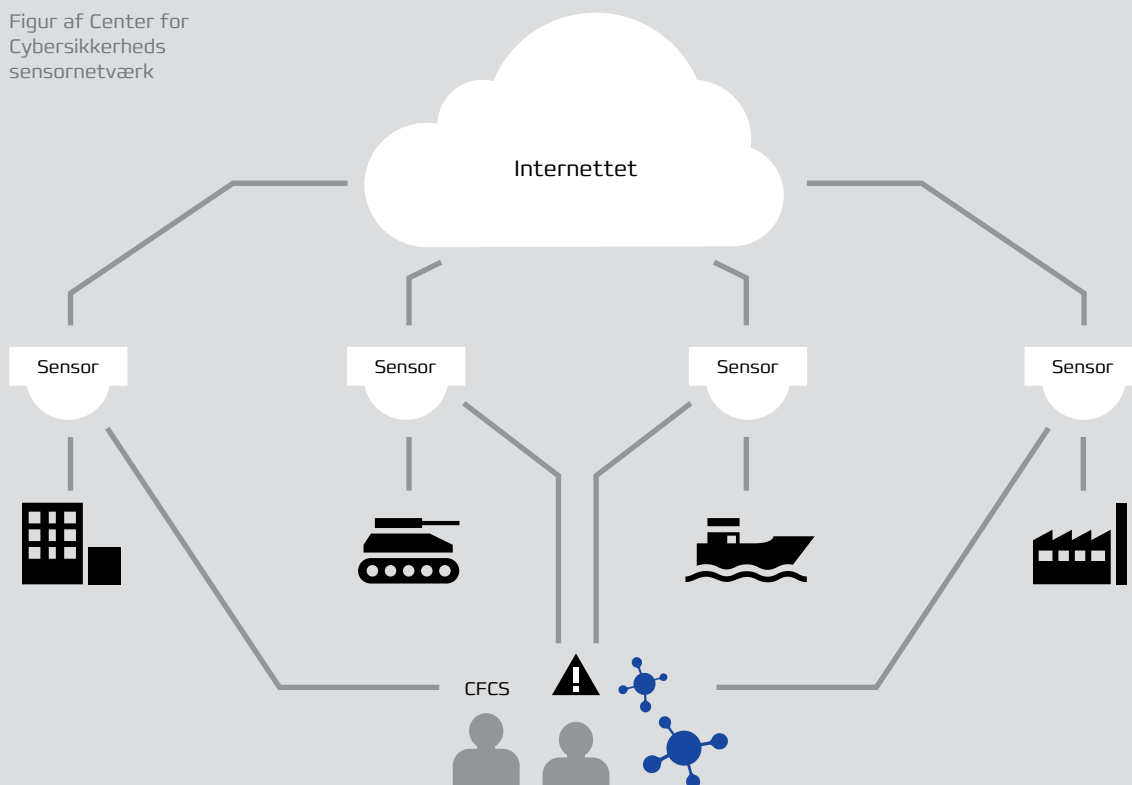 Figur af Center for
Cybersikkerheds
sensornetværk
Internettet
Sensor
Sensor
Sensor
Sensor
CFCS